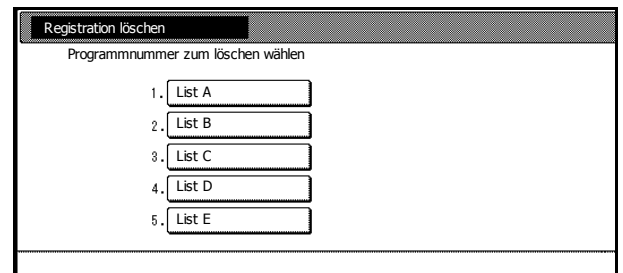 Registration löschen
Programmnummer zum löschen wählen
1. List A
2. List B
3. List C
4. List D
5. List E